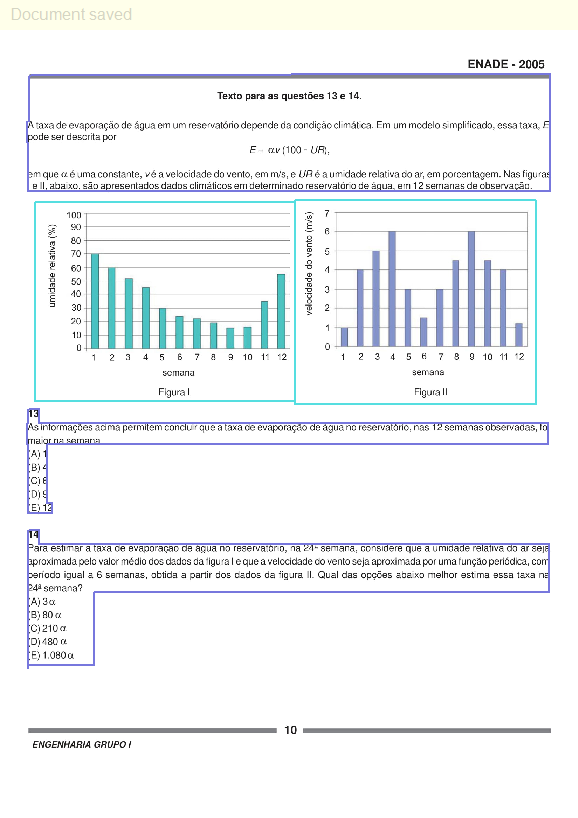 Document saved
ENADE - 2005
Texto para as questões 13 e 14.
A taxa de evaporação de água em um reservatório depende da condição climática. Em um modelo simplificado, essa taxa, E
pode ser descrita por
E = αv (100 - UR),
em que α é uma constante, v é a velocidade do vento, em m/s, e UR é a umidade relativa do ar, em porcentagem. Nas figuras
e II, abaixo, são apresentados dados climáticos em determinado reservatório de água, em 12 semanas de observação.
umidade relativa (%)
100
90
80
70
60
50
40
30
20
10
0
1 2 3 4 5 6 7 8 9 10 11 12
semana
Figura I
velocidade do vento (m/s)
7
6
5
4
3
2
1
0
1 2 3 4 5 6 7 8 9 10 11 12
semana
Figura II
13
As informações acima permitem concluir que a taxa de evaporação de água no reservatório, nas 12 semanas observadas, fo
maior na semana
(A) 1
(B) 4
(C) 6
(D) 9
(E) 12
14
Para estimar a taxa de evaporação de água no reservatório, na 24ª semana, considere que a umidade relativa do ar seja
aproximada pelo valor médio dos dados da figura I e que a velocidade do vento seja aproximada por uma função periódica, com
período igual a 6 semanas, obtida a partir dos dados da figura II. Qual das opções abaixo melhor estima essa taxa na
24ª semana?
(A) 3 α
(B) 80 α
(C) 210 α
(D) 480 α
(E) 1.080 α
10
ENGENHARIA GRUPO I